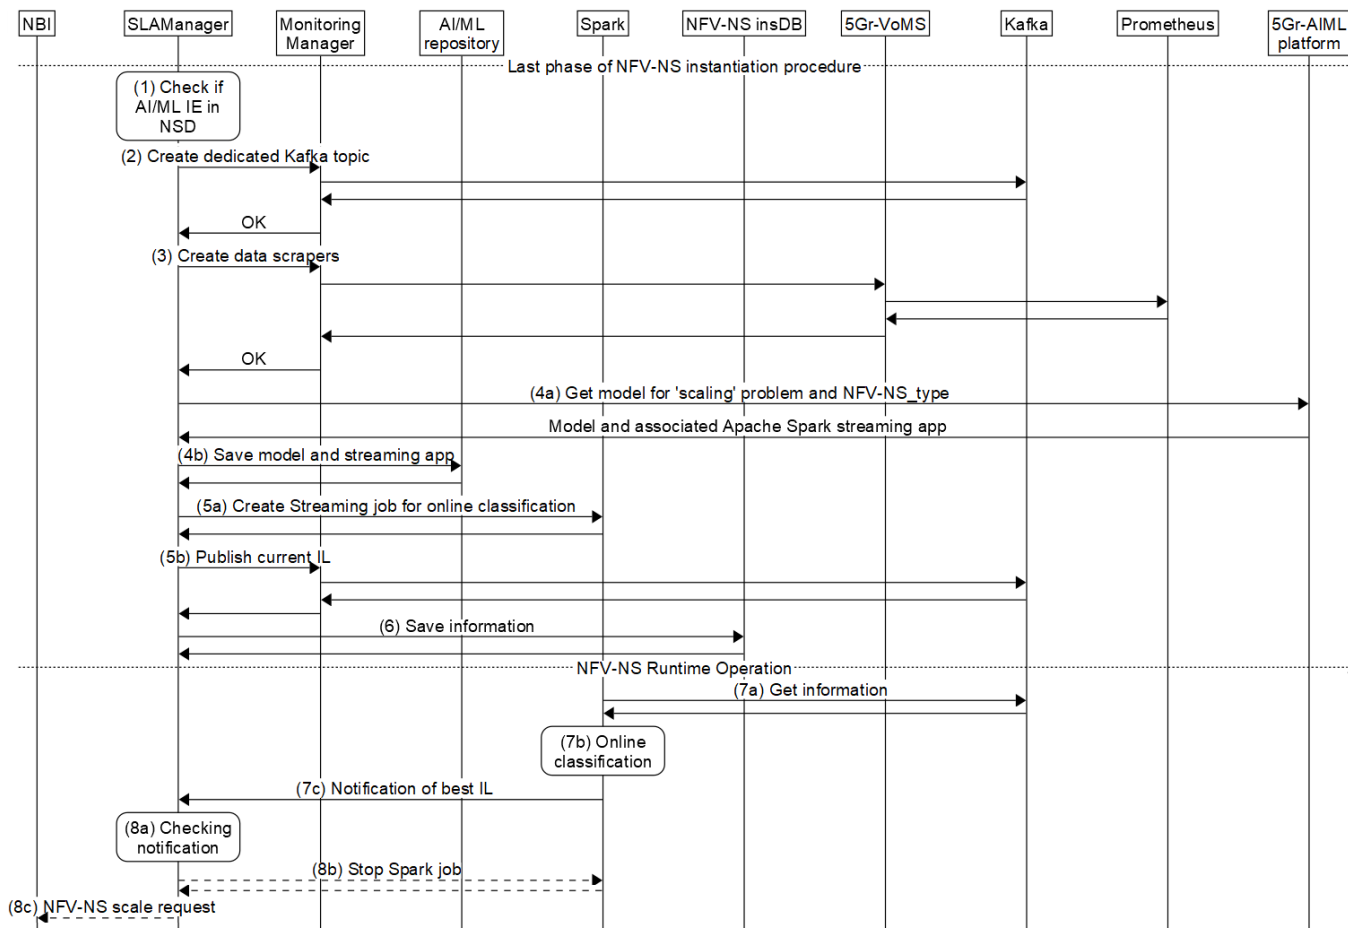 NBI
SLAManager
Monitoring
Manager
AI/ML
repository
Spark
NFV-NS insDB
5Gr-VoMS
Kafka
Prometheus
5Gr-AIML
platform
Last phase of NFV-NS instantiation procedure
(1) Check if
AI/ML IE in
NSD
(2) Create dedicated Kafka topic
OK
(3) Create data scrapers
OK
(4a) Get model for 'scaling' problem and NFV-NS_type
Model and associated Apache Spark streaming app
(4b) Save model and streaming app
(5a) Create Streaming job for online classification
(5b) Publish current IL
(6) Save information
NFV-NS Runtime Operation
(7a) Get information
(7b) Online
classification
(7c) Notification of best IL
(8a) Checking
notification
(8b) Stop Spark job
(8c) NFV-NS scale request